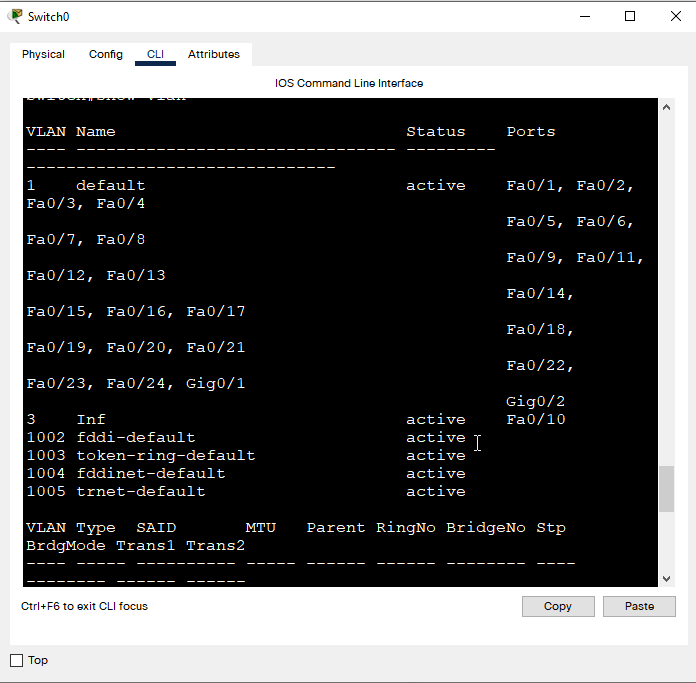 Switch0
Physical Config CLI Attributes
IOS Command Line Interface
Switch#show vlan
VLAN Name                             Status    Ports
---- -------------------------------- ---------
-------------------------------
1    default                          active    Fa0/1, Fa0/2,
Fa0/3, Fa0/4
                                                Fa0/5, Fa0/6,
Fa0/7, Fa0/8
                                                Fa0/9, Fa0/11,
Fa0/12, Fa0/13
                                                Fa0/14,
Fa0/15, Fa0/16, Fa0/17
                                                Fa0/18,
Fa0/19, Fa0/20, Fa0/21
                                                Fa0/22,
Fa0/23, Fa0/24, Gig0/1
                                                Gig0/2
3    Inf                              active    Fa0/10
1002 fddi-default                     active
1003 token-ring-default               active
1004 fddinet-default                  active
1005 trnet-default                    active
VLAN Type  SAID       MTU   Parent RingNo BridgeNo Stp
BrdgMode Trans1 Trans2
---- ----- ---------- ----- ------ ------ -------- ----
-------- ------ ------
Ctrl+F6 to exit CLI focus
Copy Paste
Top